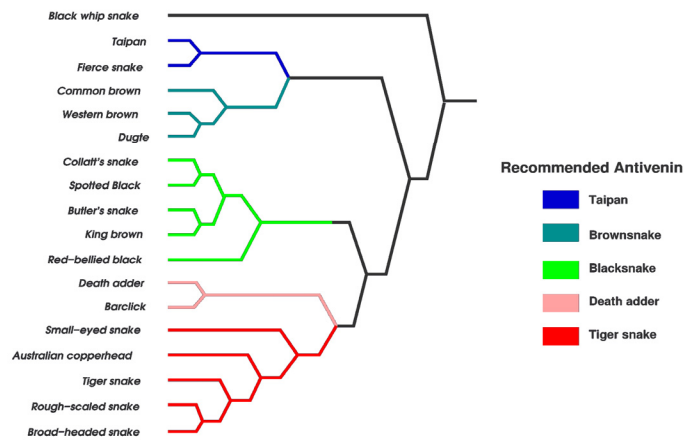 Black whip snake
Taipan
Fierce snake
Common brown
Western brown
Dugte
Collatt's snake
Spotted Black
Butler's snake
King brown
Red-bellied black
Death adder
Barclick
Small-eyed snake
Australian copperhead
Tiger snake
Rough-scaled snake
Broad-headed snake
Recommended Antivenin
Taipan
Brownsnake
Blacksnake
Death adder
Tiger snake